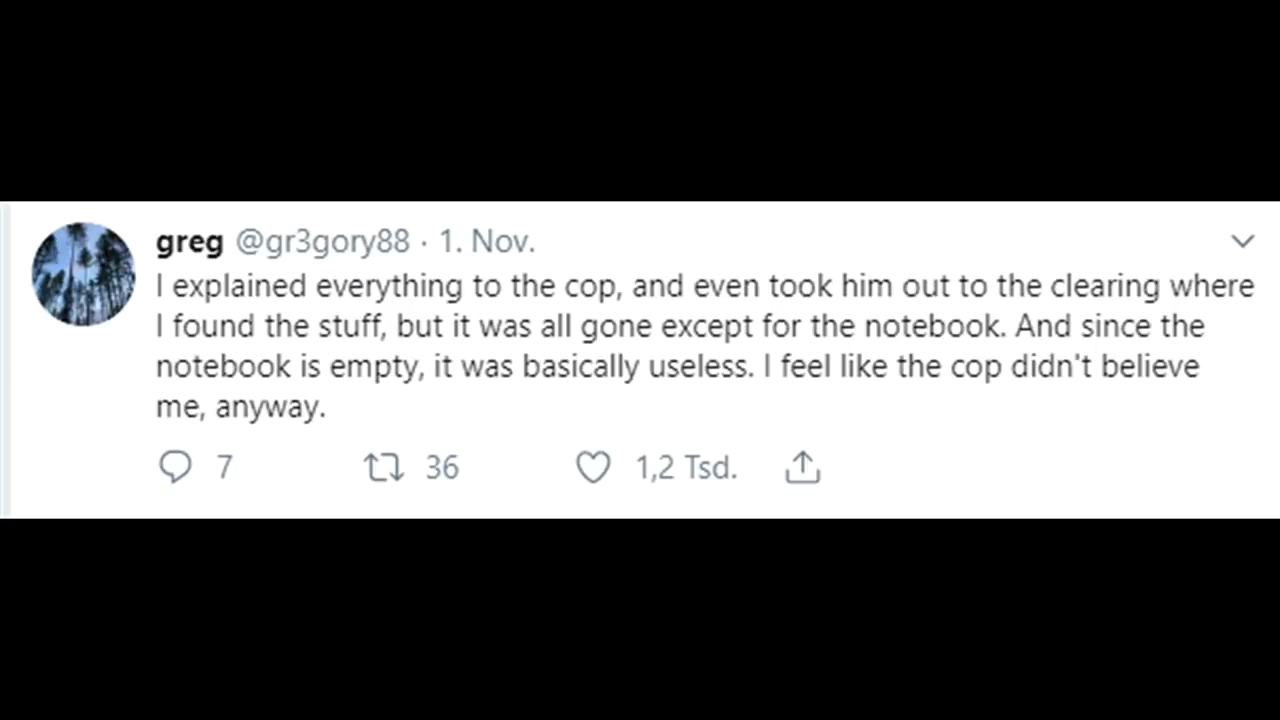 greg @gr3gory88 · 1. Nov.
I explained everything to the cop, and even took him out to the clearing where
I found the stuff, but it was all gone except for the notebook. And since the
notebook is empty, it was basically useless. I feel like the cop didn't believe
me, anyway.
7 36 1,2 Tsd.